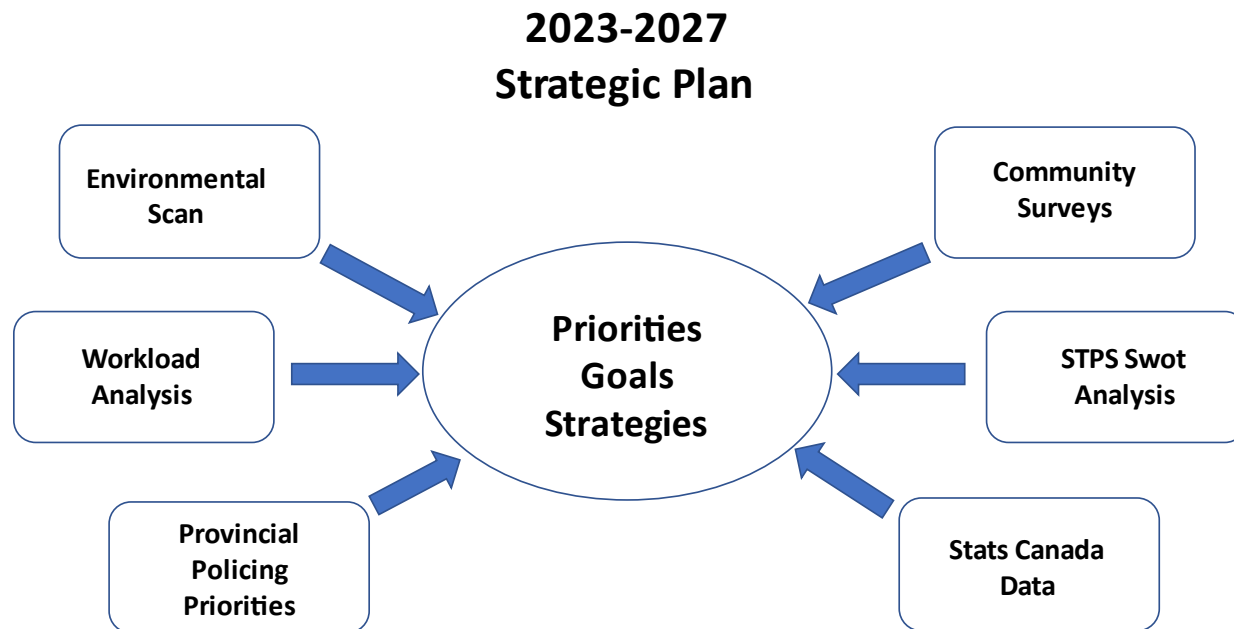 2023-2027
Strategic Plan
Environmental
Scan
Community
Surveys
Workload
Analysis
Priorities
Goals
Strategies
STPS Swot
Analysis
Provincial
Policing
Priorities
Stats Canada
Data